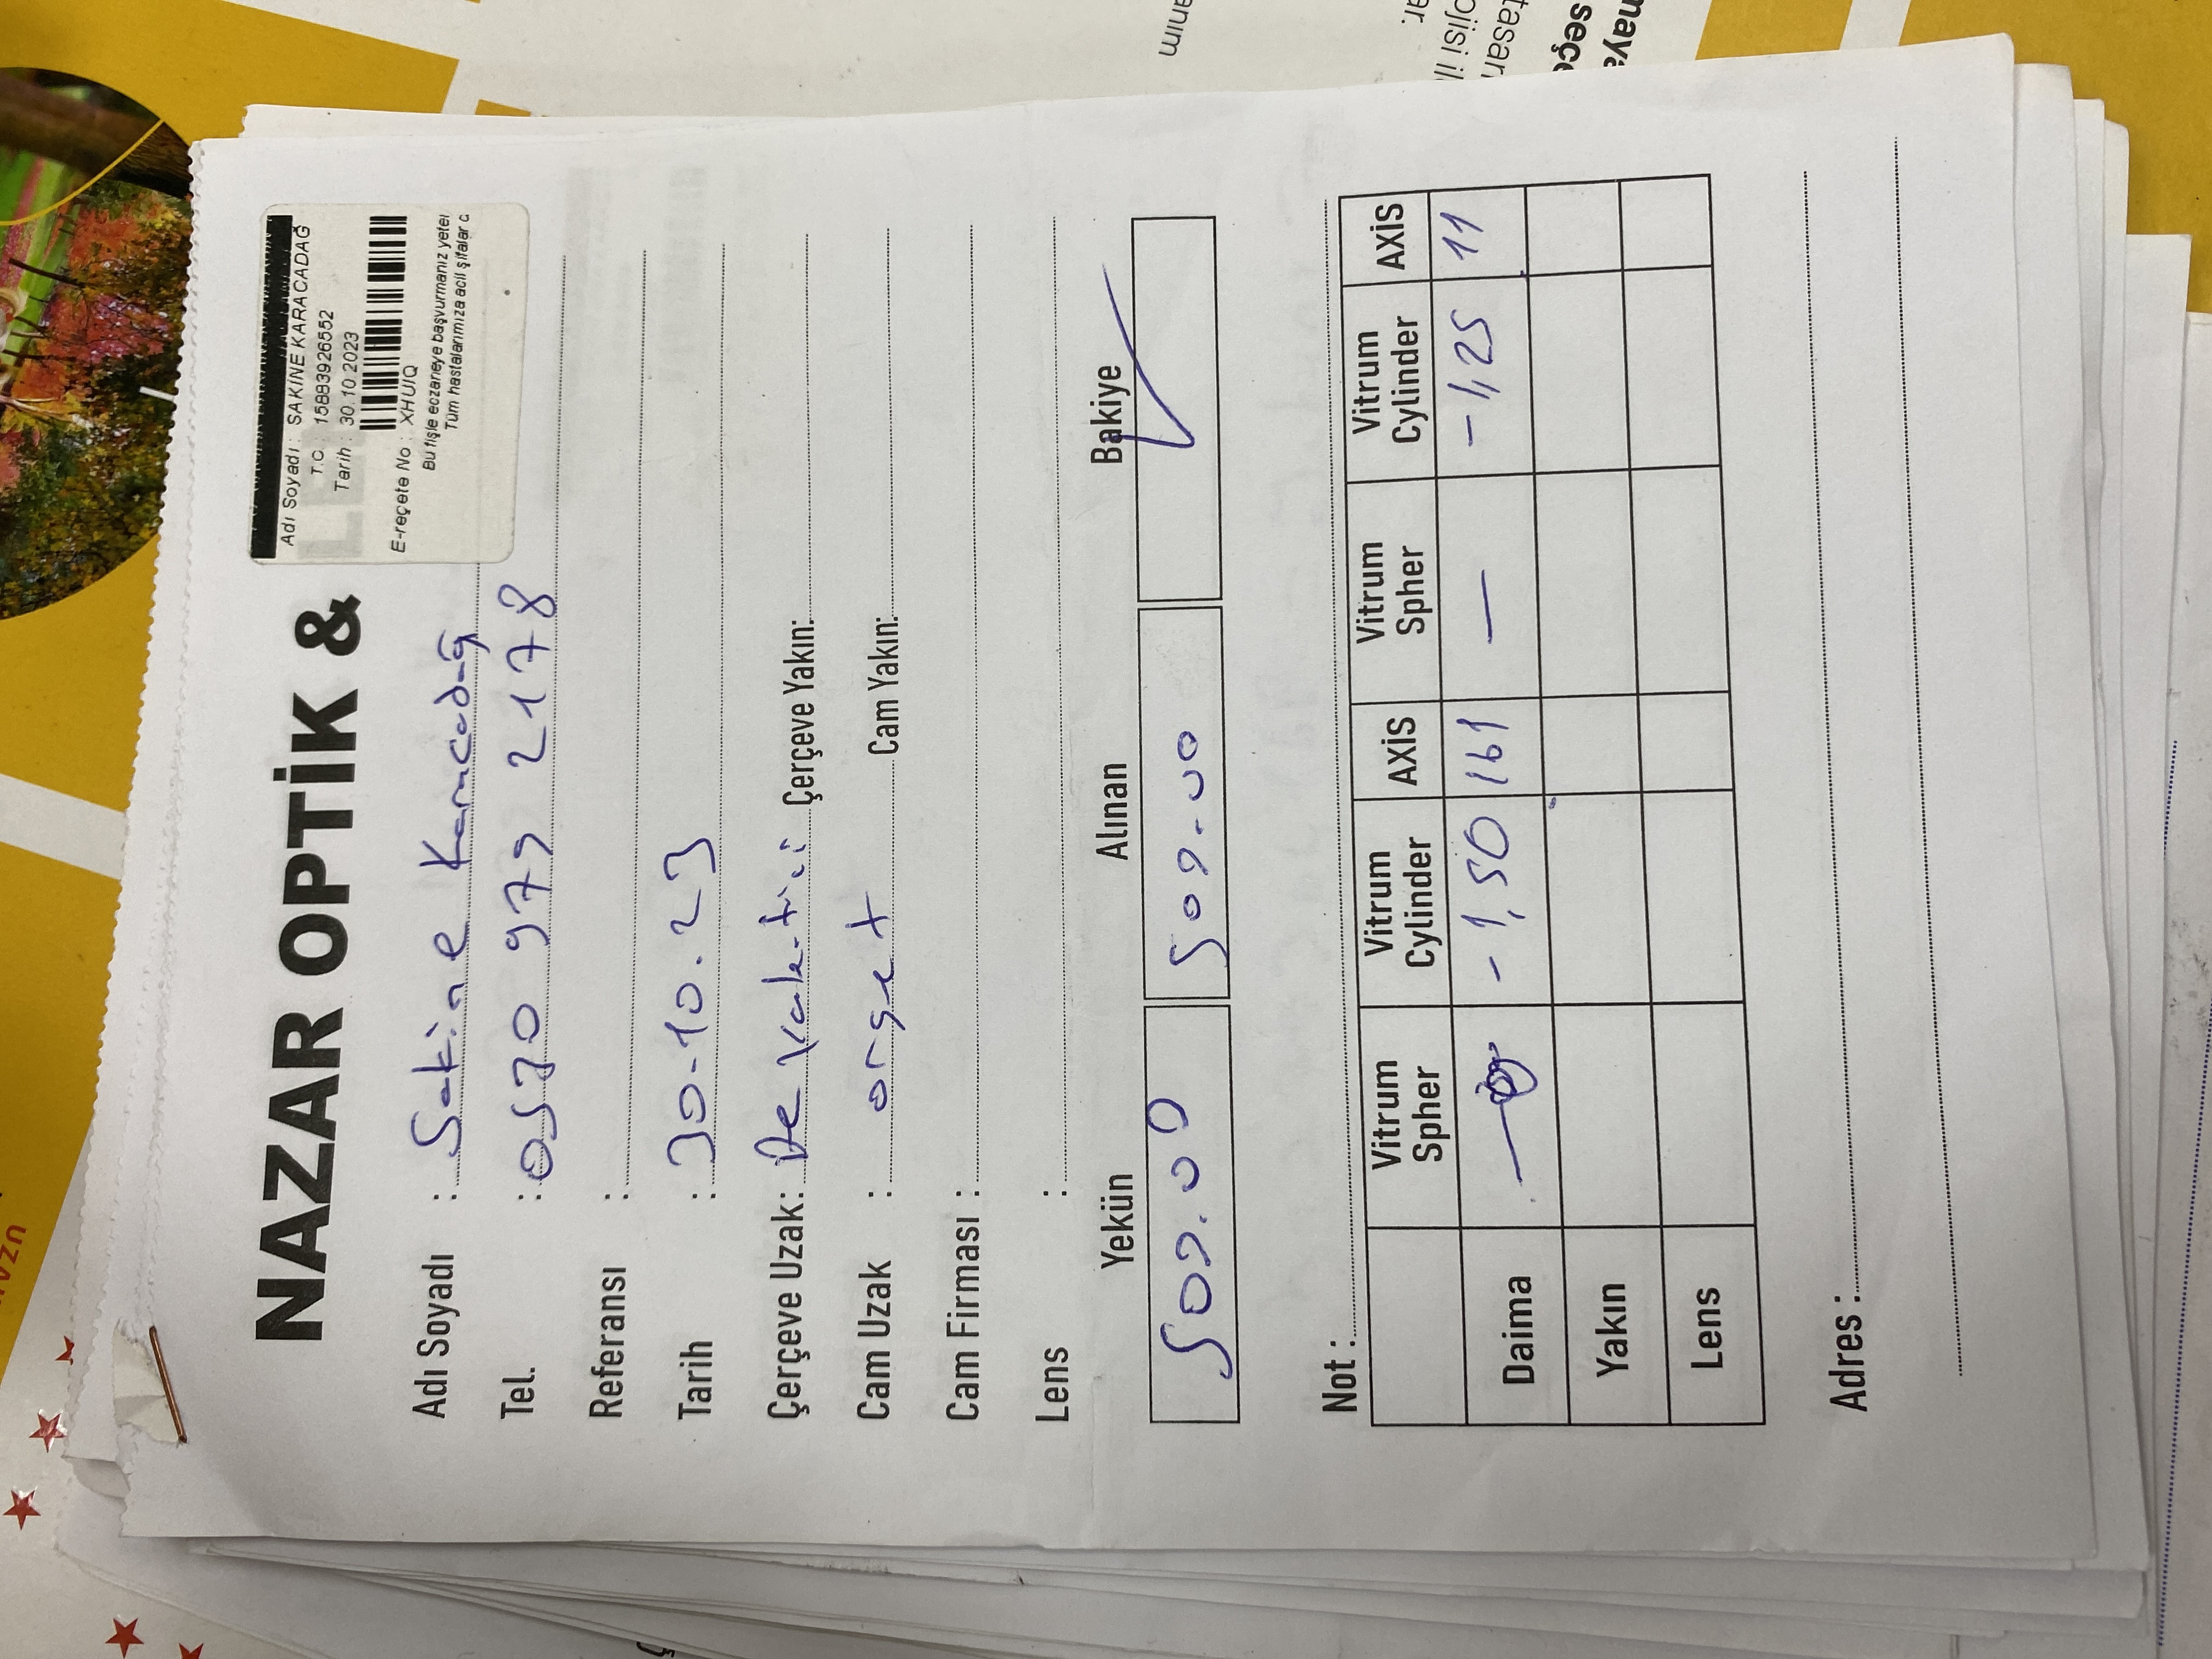 NAZAR OPTİK &
Adı Soyadı : SAKİNE KARACADAĞ
T.C. : 15883926552
Tarih : 30.10.2023
E-reçete No : XHUIQ
Bu fişle eczaneye başvurmanız yeter
Tüm hastalarımıza acil şifalar d
Adı Soyadı : Sakine Karacadağ
Tel. : 0570 979 2178
Referansı :
Tarih : 30-10.23
Çerçeve Uzak: De Çerçeve Yakın:
Cam Uzak : orget Cam Yakın:
Cam Firması :
Lens :
Yekün Alınan Bakiye
500.00 500.00
Not :
Vitrum Spher Vitrum Cylinder AXİS Vitrum Spher Vitrum Cylinder AXİS
Daima — -1,50 161 — -1,25 11
Yakın
Lens
Adres :